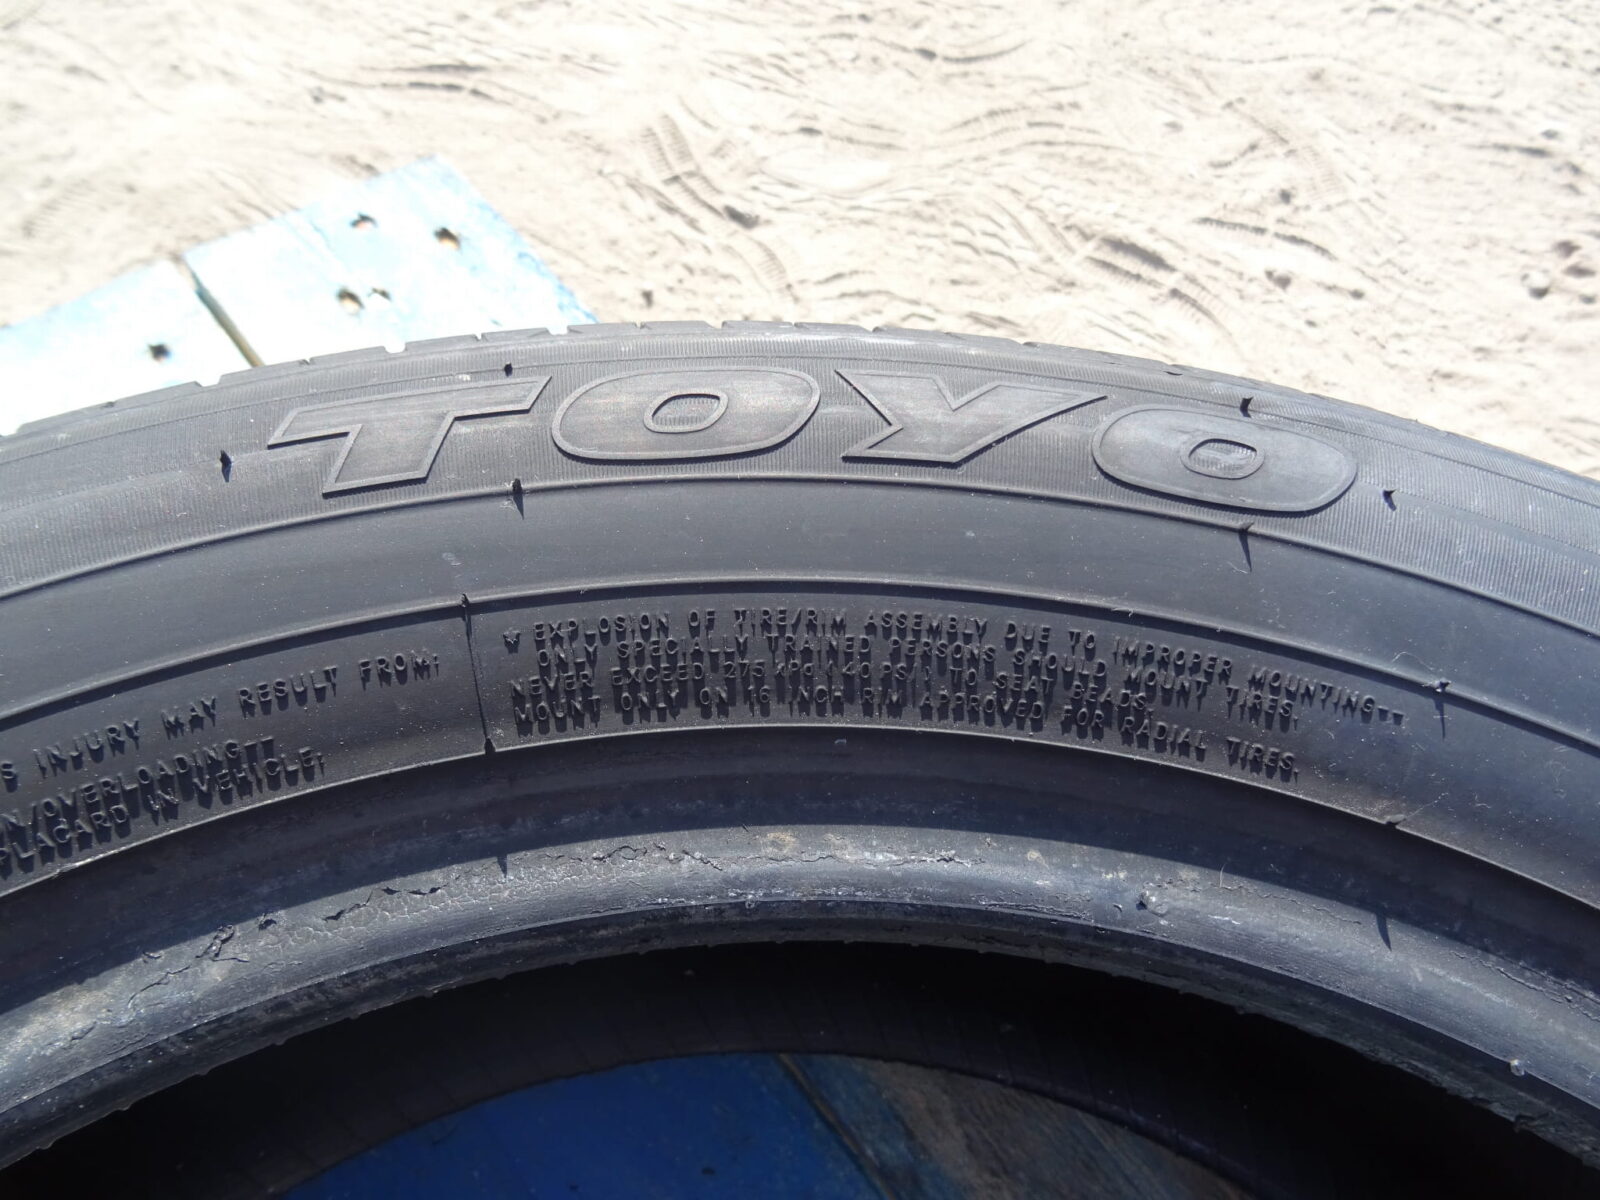 TOYO
S INJURY MAY RESULT FROM:
N/OVERLOADING--
PLACARD IN VEHICLE;
EXPLOSION OF TIRE/RIM ASSEMBLY DUE TO IMPROPER MOUNTING--
ONLY SPECIALLY TRAINED PERSONS SHOULD MOUNT TIRES.
NEVER EXCEED 275 kPa (40 PSI) TO SEAT BEADS.
MOUNT ONLY ON 16 INCH RIM APPROVED FOR RADIAL TIRES.